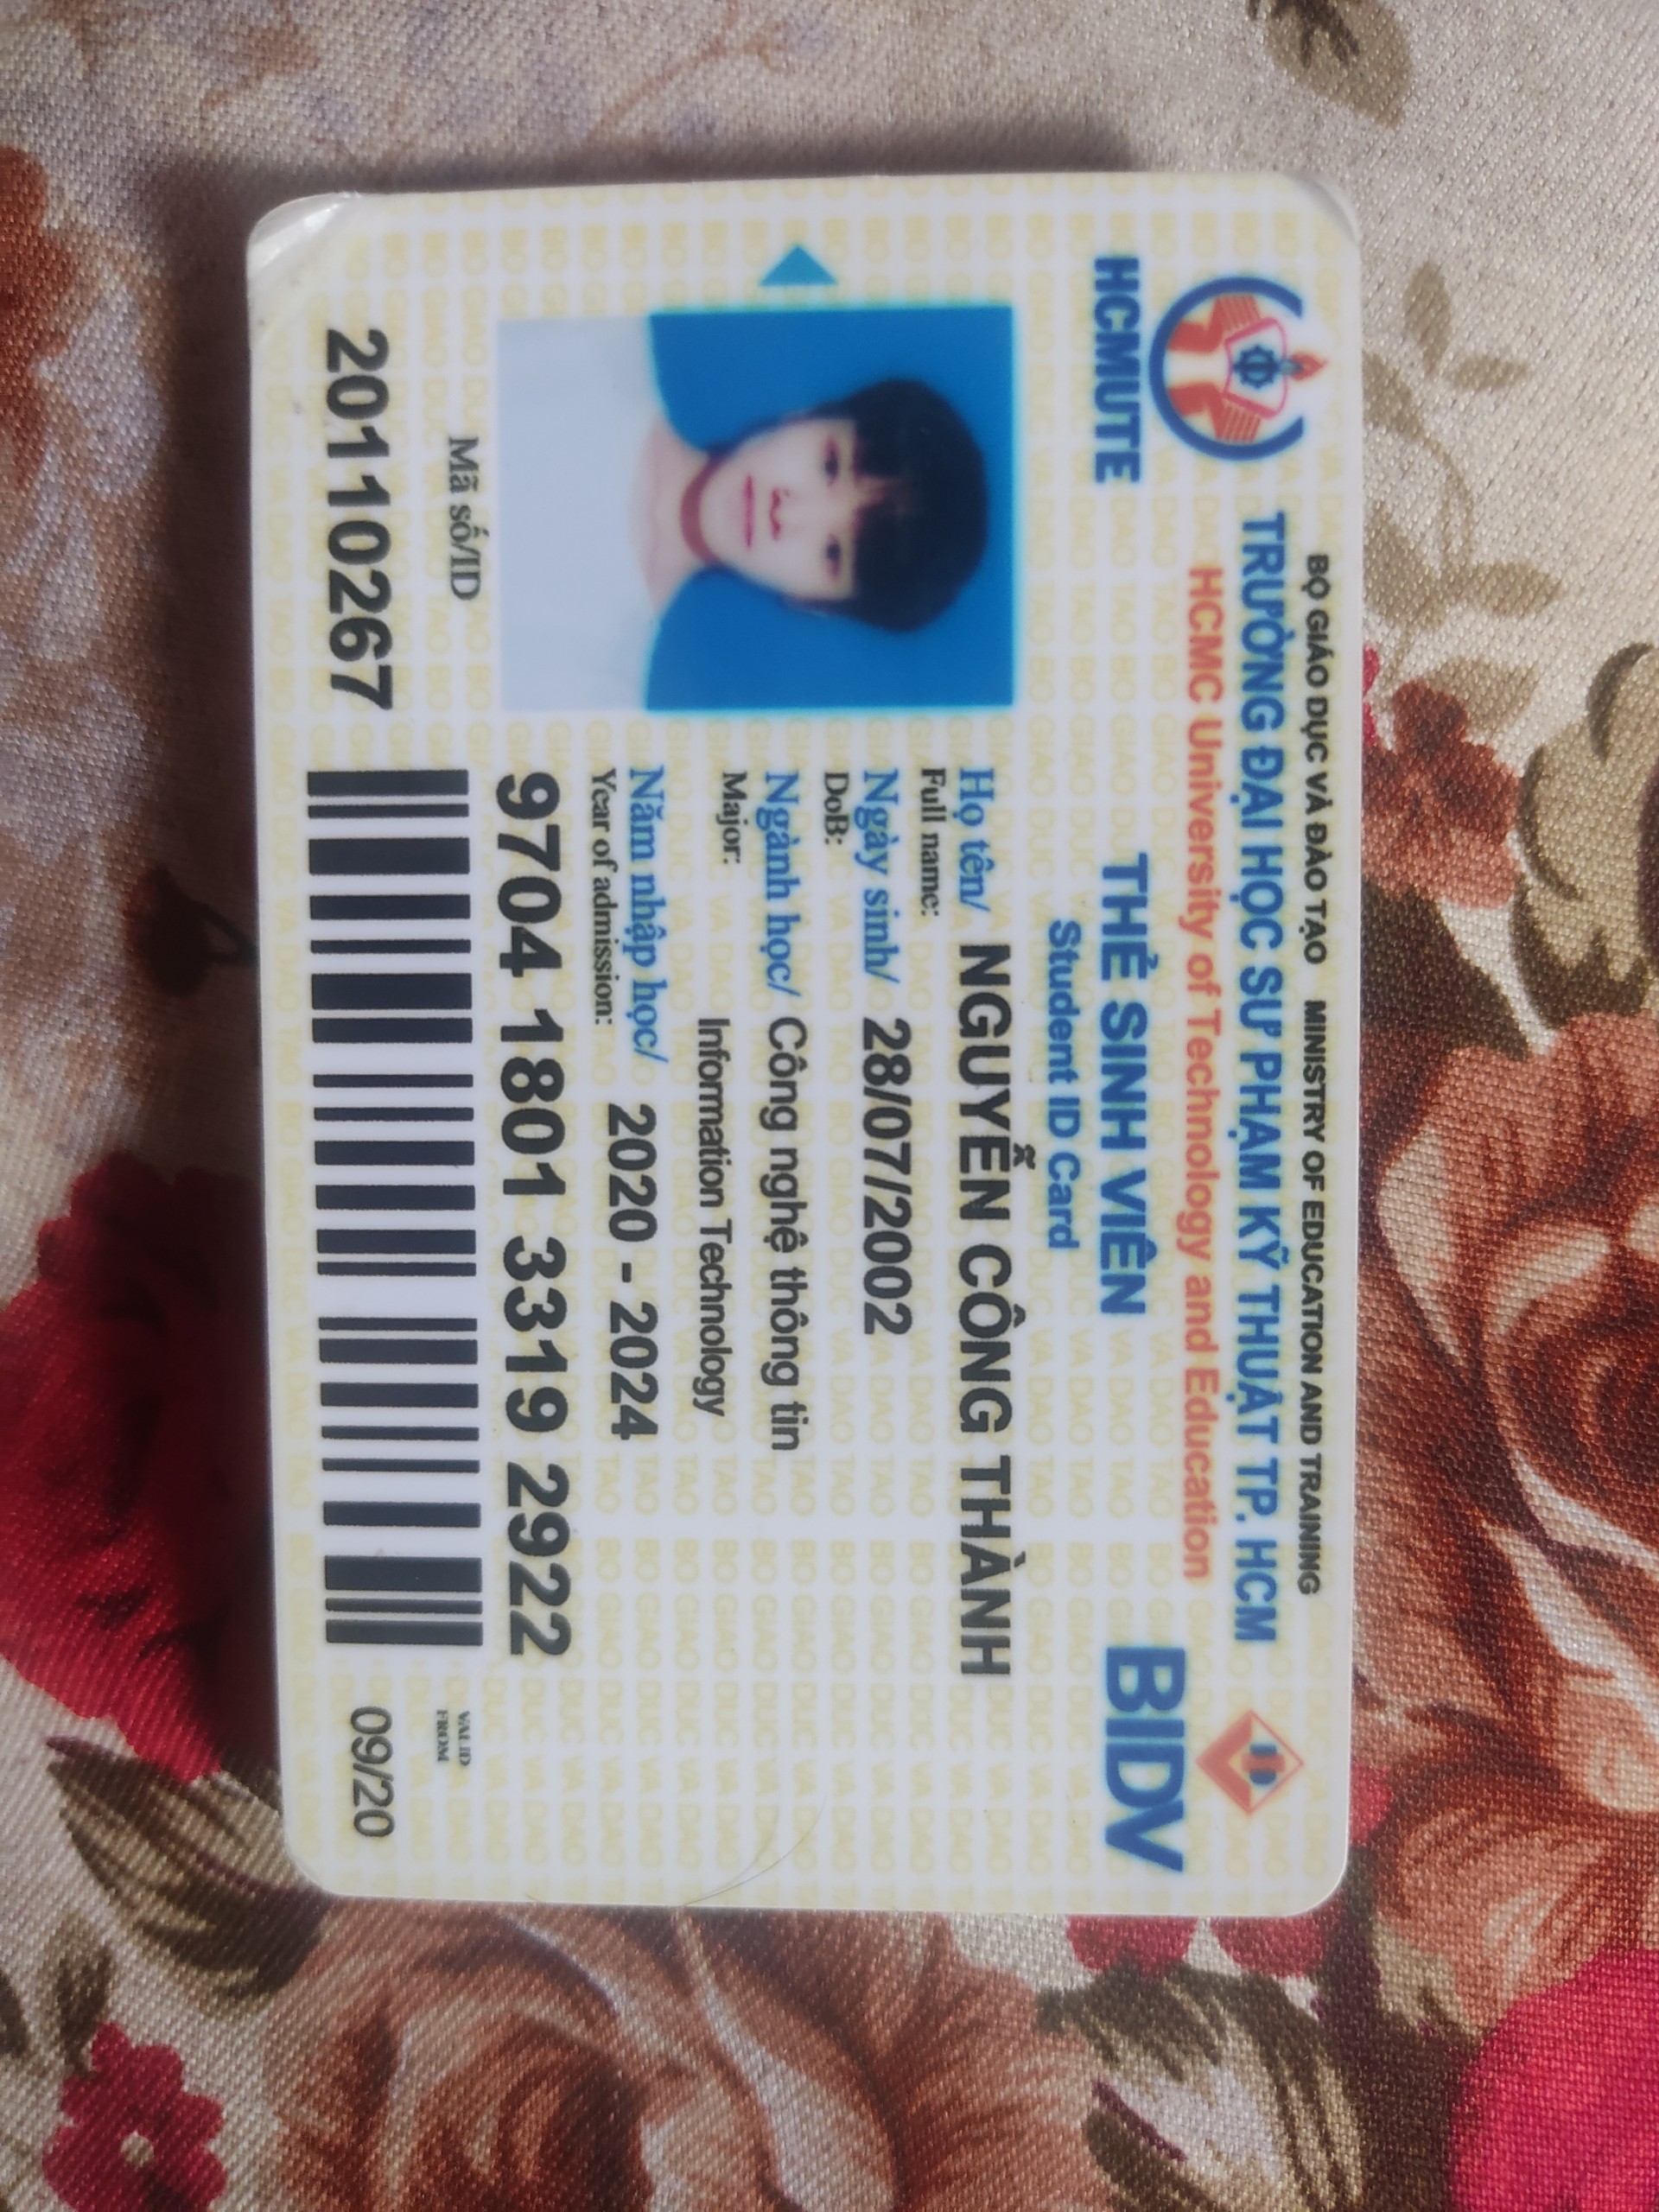 BỘ GIÁO DỤC VÀ ĐÀO TẠO MINISTRY OF EDUCATION AND TRAINING
TRƯỜNG ĐẠI HỌC SƯ PHẠM KỸ THUẬT TP. HCM
HCMC University of Technology and Education
HCMUTE
THẺ SINH VIÊN
BIDV
Student ID Card
Họ tên/ NGUYỄN CÔNG THÀNH
Full name:
Ngày sinh/ 28/07/2002
DoB:
Ngành học/ Công nghệ thông tin
Major: Information Technology
Năm nhập học/ 2020 - 2024
Year of admission:
9704 1801 3319 2922
Mã số/ID
20110267
VALID
FROM
09/20